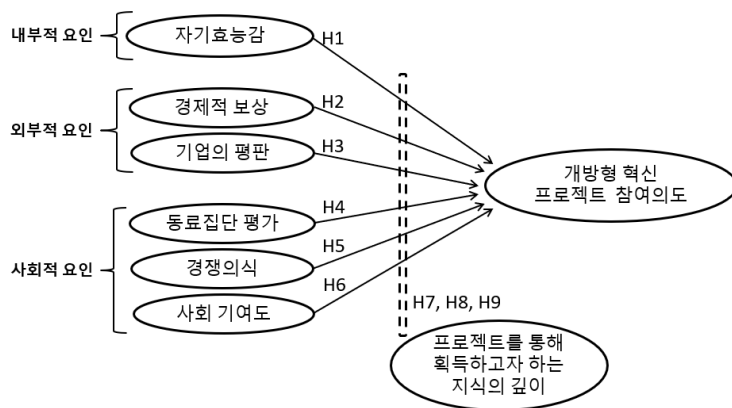 내부적 요인
자기효능감
H1
외부적 요인
경제적 보상
H2
기업의 평판
H3
사회적 요인
동료집단 평가
H4
경쟁의식
H5
사회 기여도
H6
개방형 혁신
프로젝트 참여의도
H7, H8, H9
프로젝트를 통해
획득하고자 하는
지식의 깊이